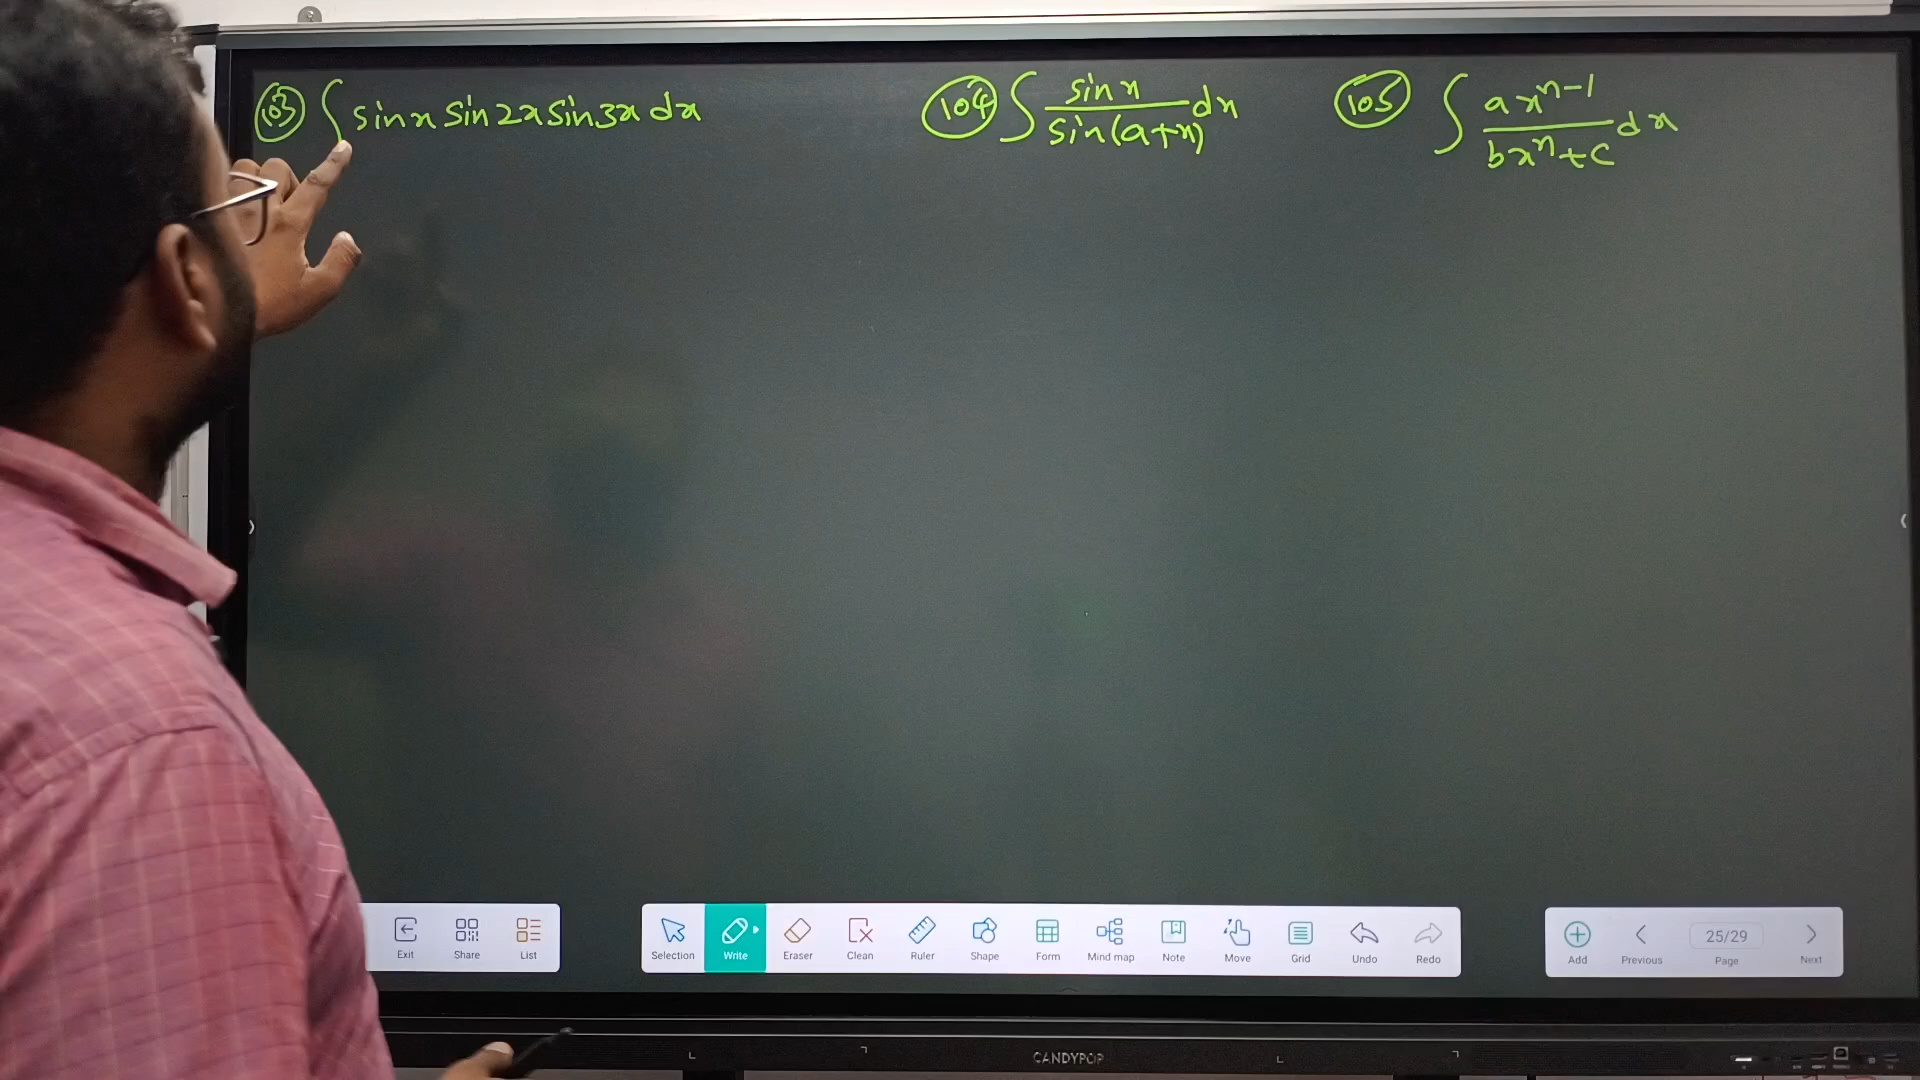 103 ∫ sinx sin2x sin3x dx
104 ∫ sinx / sin(a+x) dx
105 ∫ ax^(n-1) / bx^n+c dx
Exit Share List
Selection Write Eraser Clean Ruler Shape Form Mind map Note Move Grid Undo Redo
25/29
Add Previous Page Next
CANDYPOP